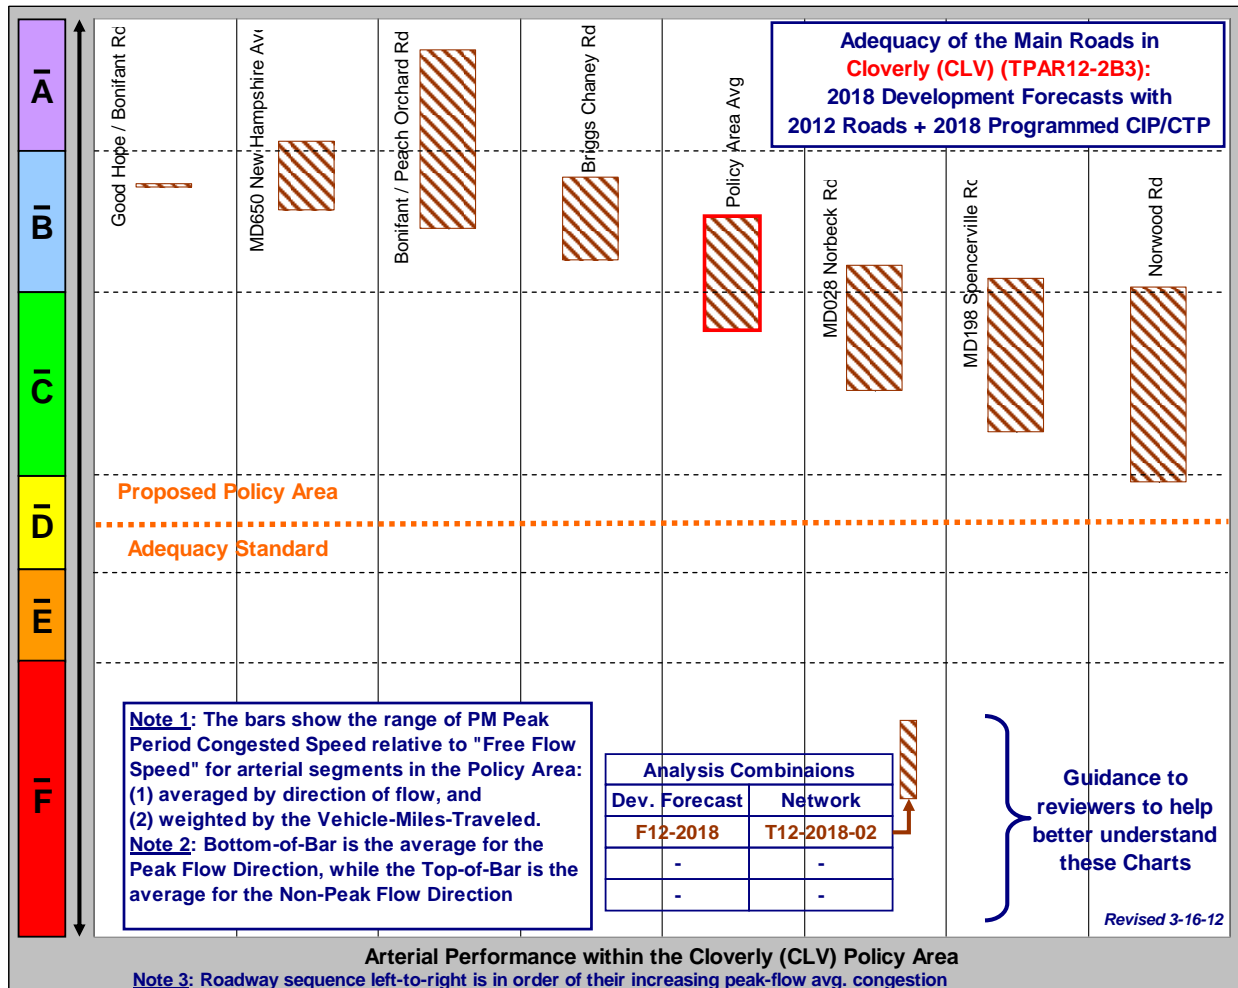 Adequacy of the Main Roads in
Cloverly (CLV) (TPAR12-2B3):
2018 Development Forecasts with
2012 Roads + 2018 Programmed CIP/CTP
A
B
C
D
E
F
Good Hope / Bonifant Rd
MD650 New Hampshire Ave
Bonifant / Peach Orchard Rd
Briggs Chaney Rd
Policy Area Avg
MD028 Norbeck Rd
MD198 Spencerville Rd
Norwood Rd
Proposed Policy Area
Adequacy Standard
Note 1: The bars show the range of PM Peak
Period Congested Speed relative to "Free Flow
Speed" for arterial segments in the Policy Area:
(1) averaged by direction of flow, and
(2) weighted by the Vehicle-Miles-Traveled.
Note 2: Bottom-of-Bar is the average for the
Peak Flow Direction, while the Top-of-Bar is the
average for the Non-Peak Flow Direction
Analysis Combinaions
Dev. Forecast Network
F12-2018 T12-2018-02
- -
- -
Guidance to
reviewers to help
better understand
these Charts
Revised 3-16-12
Arterial Performance within the Cloverly (CLV) Policy Area
Note 3: Roadway sequence left-to-right is in order of their increasing peak-flow avg. congestion